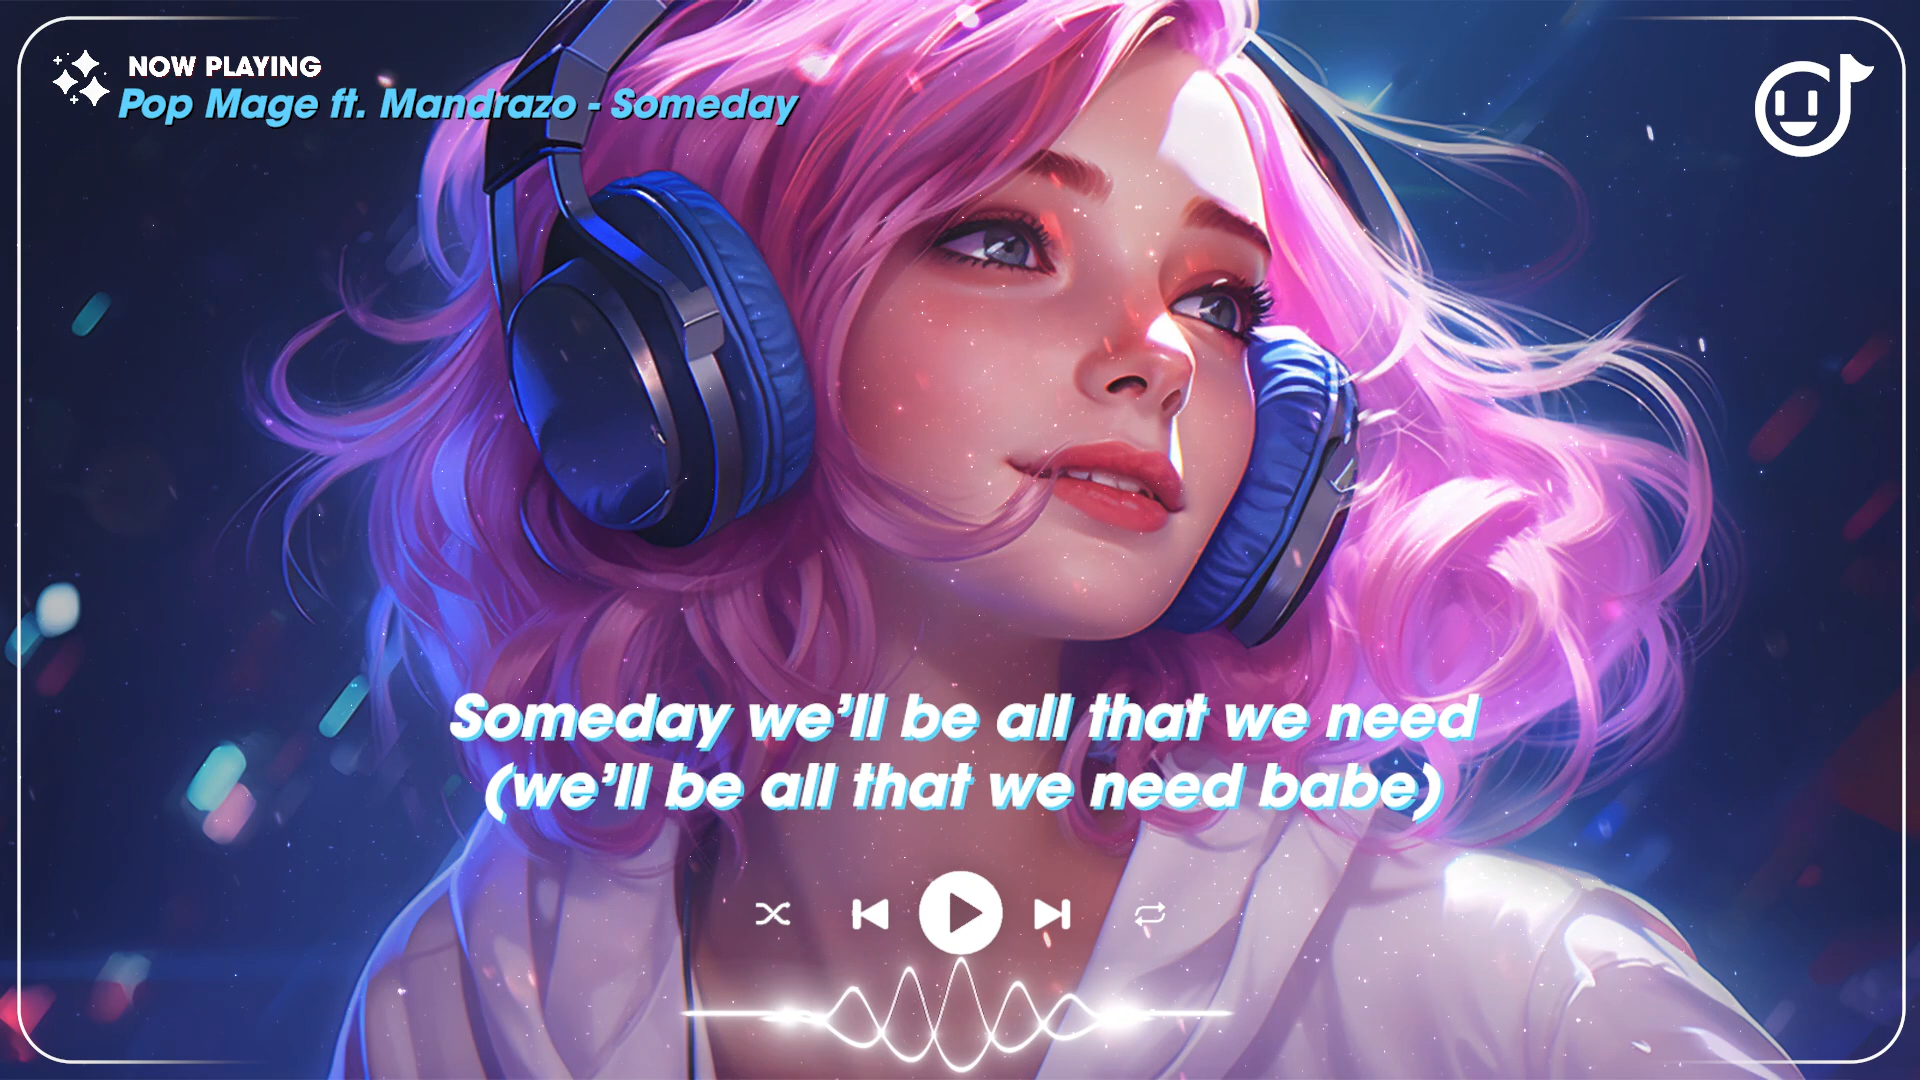 NOW PLAYING
Pop Mage ft. Mandrazo - Someday
Someday we’ll be all that we need
(we’ll be all that we need babe)